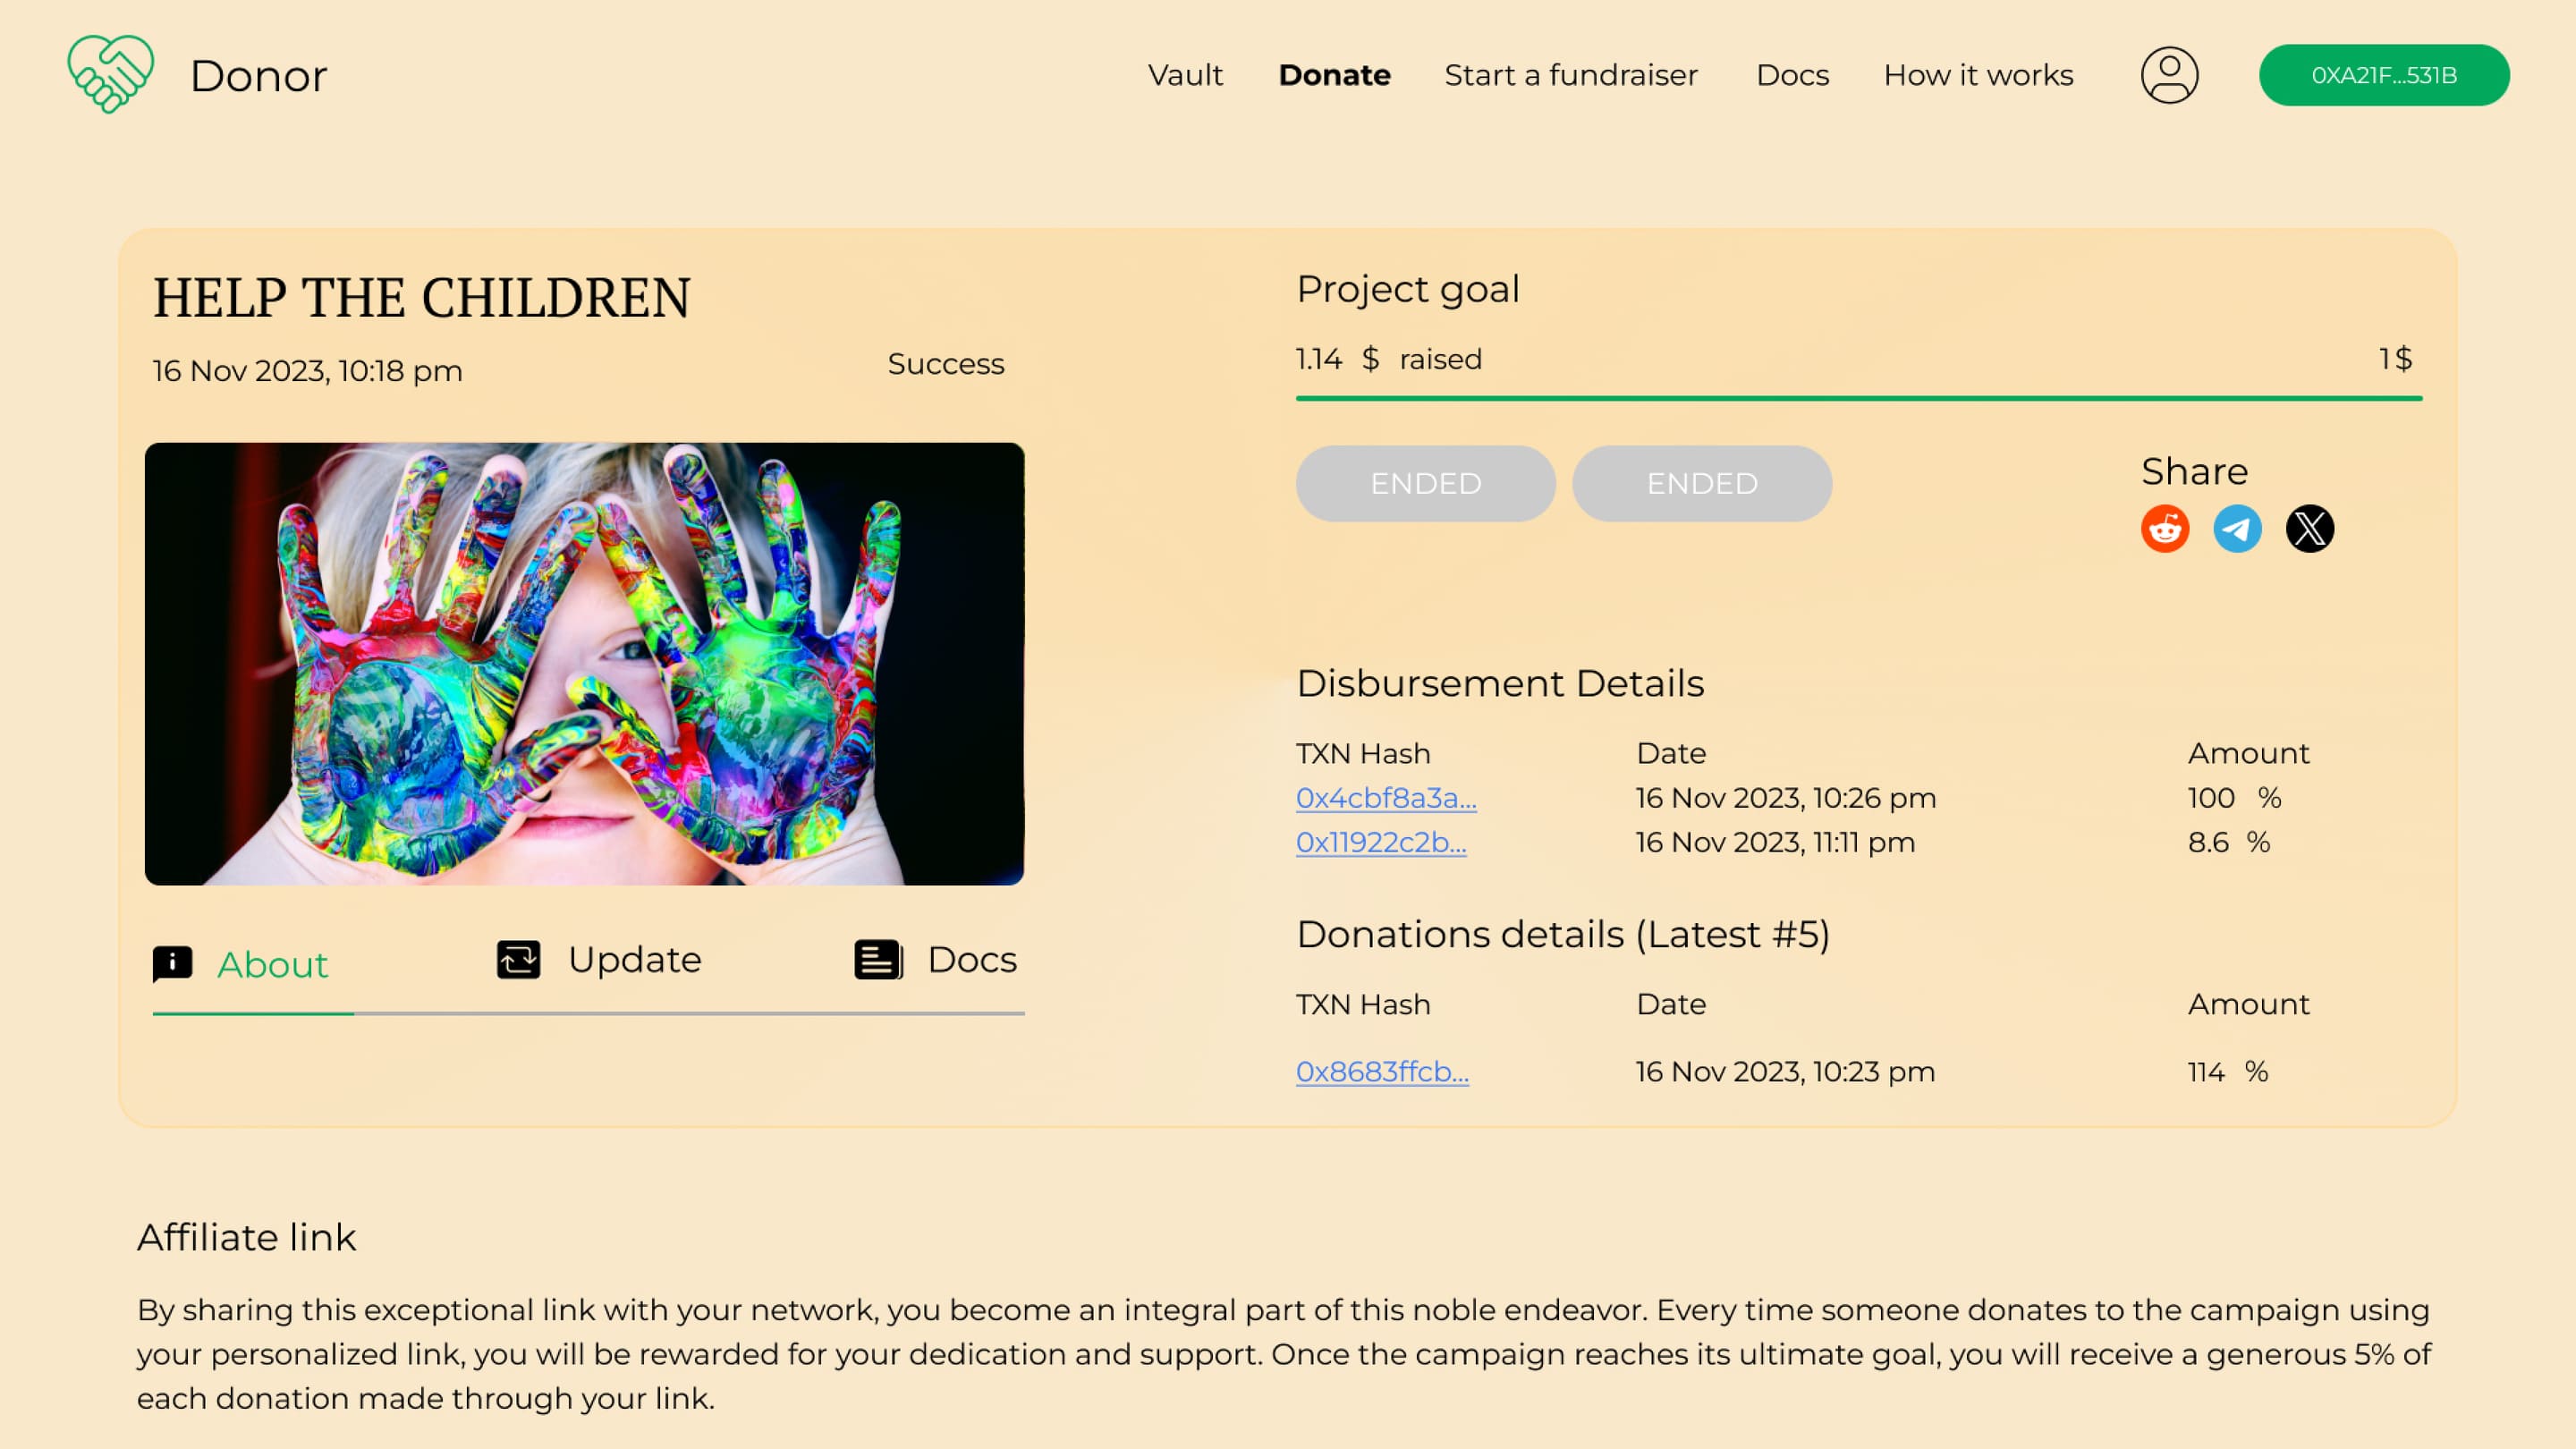 Donor
Vault Donate Start a fundraiser Docs How it works 0XA21F...531B
HELP THE CHILDREN
16 Nov 2023, 10:18 pm Success
About Update Docs
Project goal
1.14 $ raised 1 $
ENDED ENDED
Share
Disbursement Details
TXN Hash Date Amount
0x4cbf8a3a... 16 Nov 2023, 10:26 pm 100 %
0x11922c2b... 16 Nov 2023, 11:11 pm 8.6 %
Donations details (Latest #5)
TXN Hash Date Amount
0x8683ffcb... 16 Nov 2023, 10:23 pm 114 %
Affiliate link
By sharing this exceptional link with your network, you become an integral part of this noble endeavor. Every time someone donates to the campaign using
your personalized link, you will be rewarded for your dedication and support. Once the campaign reaches its ultimate goal, you will receive a generous 5% of
each donation made through your link.